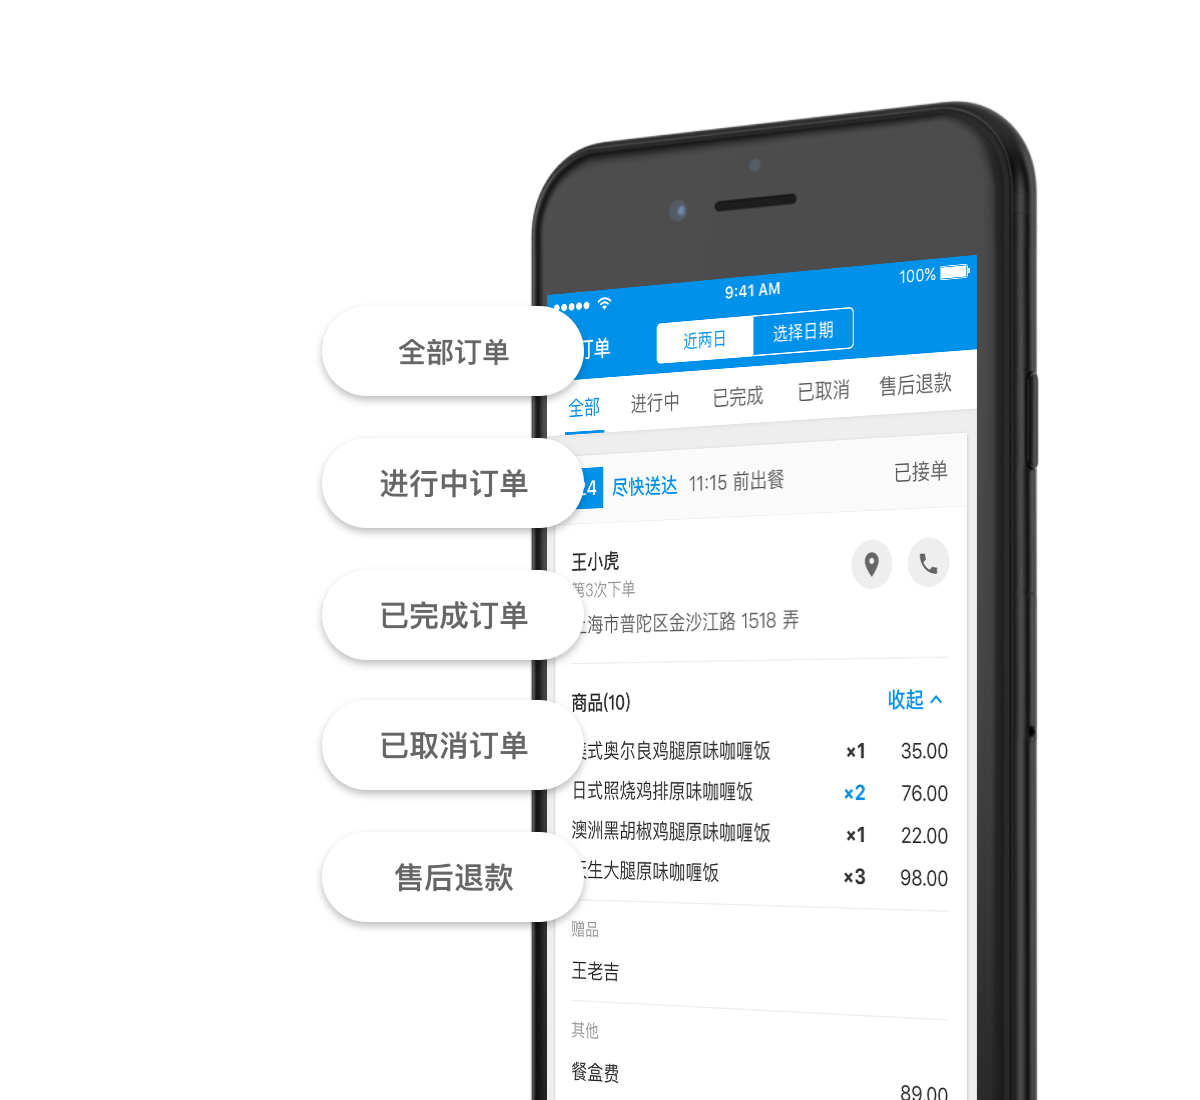 全部订单
进行中订单
已完成订单
已取消订单
售后退款
9:41 AM
100%
订单
近两日
选择日期
全部
进行中
已完成
已取消
售后退款
24
尽快送达
11:15 前出餐
已接单
王小虎
第3次下单
海市普陀区金沙江路 1518 弄
商品(10)
收起
式奥尔良鸡腿原味咖喱饭 ×1 35.00
日式照烧鸡排原味咖喱饭 ×2 76.00
澳洲黑胡椒鸡腿原味咖喱饭 ×1 22.00
生大腿原味咖喱饭 ×3 98.00
赠品
王老吉
其他
餐盒费
89.00